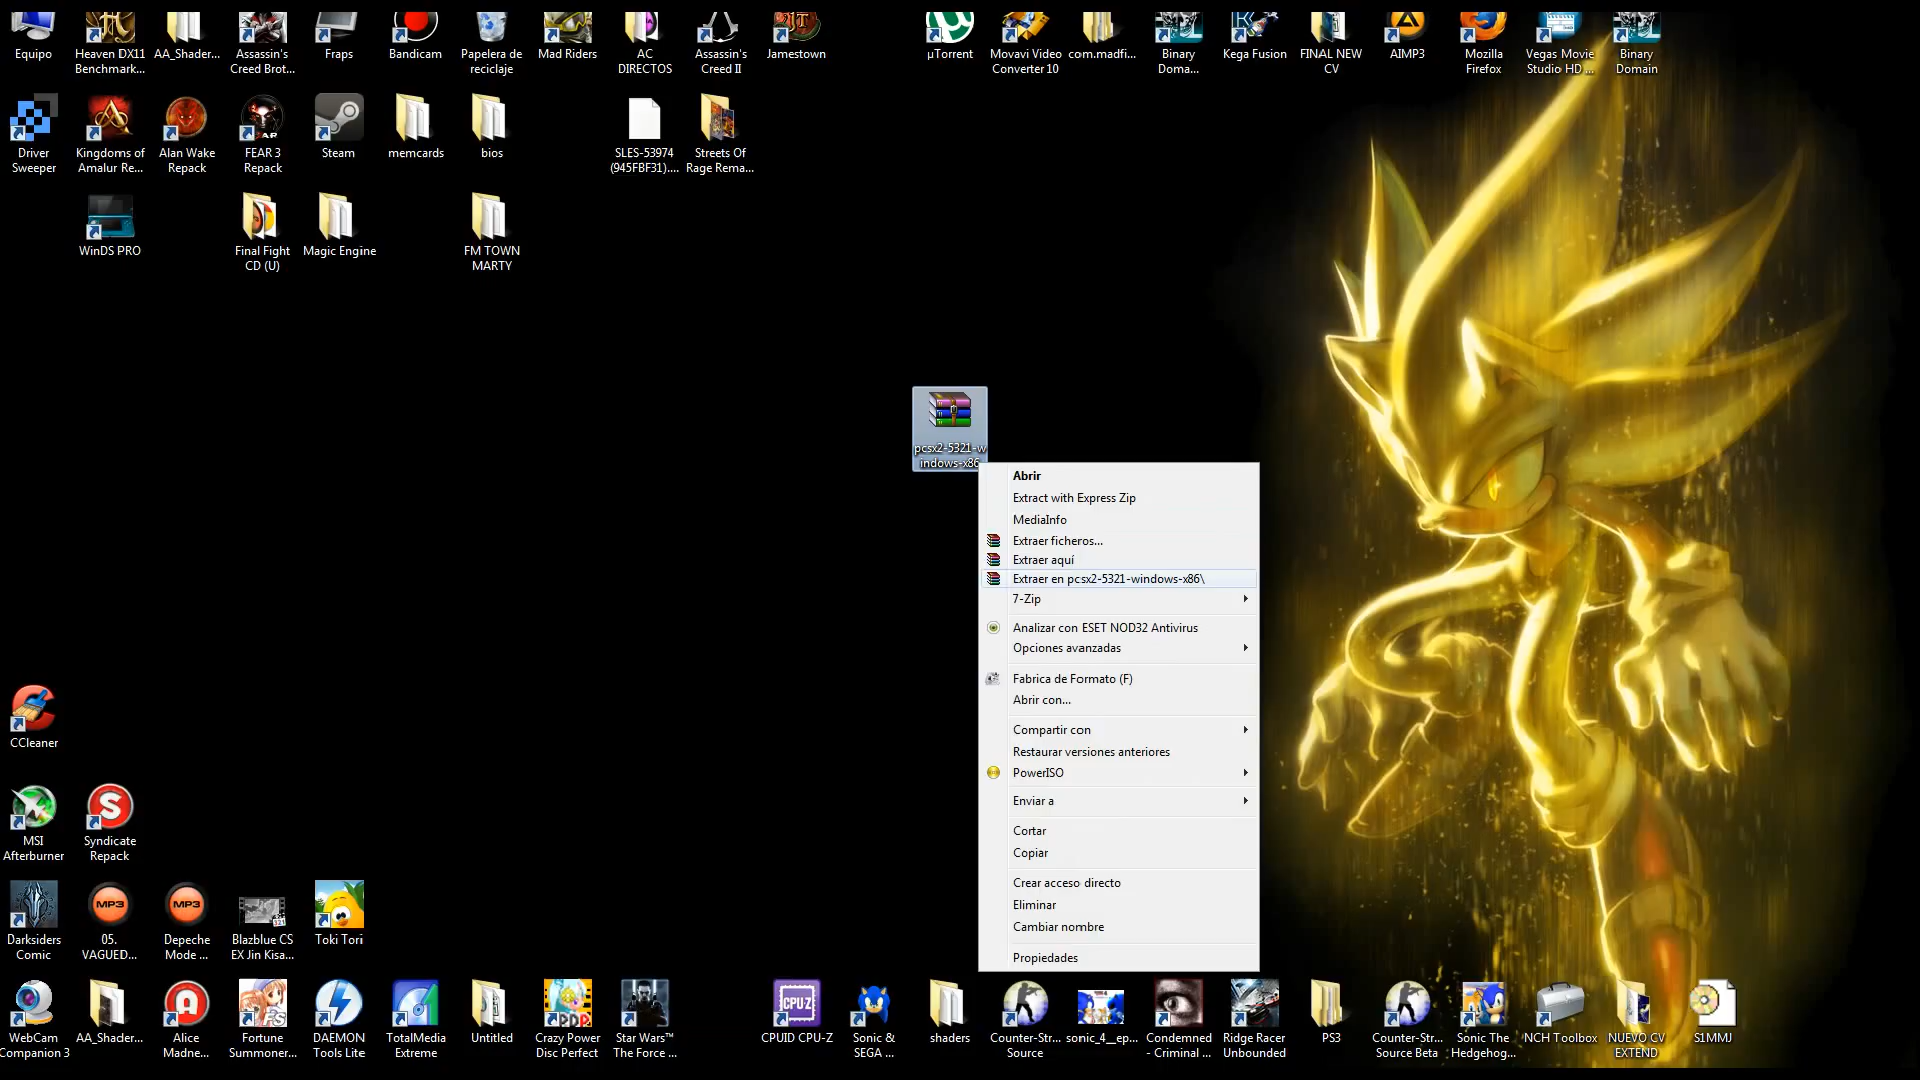 Equipo
Heaven DX11
Benchmark...
AA_Shader...
Assassin's
Creed Brot...
Fraps
Bandicam
Papelera de
reciclaje
Mad Riders
AC
DIRECTOS
Assassin's
Creed II
Jamestown
µTorrent
Movavi Video
Converter 10
com.madfi...
Binary
Doma...
Kega Fusion
FINAL NEW
CV
AIMP3
Mozilla
Firefox
Vegas Movie
Studio HD ...
Binary
Domain
Driver
Sweeper
Kingdoms of
Amalur Re...
Alan Wake
Repack
FEAR 3
Repack
Steam
memcards
bios
SLES-53974
(945FBF31)....
Streets Of
Rage Rema...
WinDS PRO
Final Fight
CD (U)
Magic Engine
FM TOWN
MARTY
pcsx2-5321-w
indows-x86
Abrir
Extract with Express Zip
MediaInfo
Extraer ficheros...
Extraer aquí
Extraer en pcsx2-5321-windows-x86\
7-Zip
Analizar con ESET NOD32 Antivirus
Opciones avanzadas
Fabrica de Formato (F)
Abrir con...
Compartir con
Restaurar versiones anteriores
PowerISO
Enviar a
Cortar
Copiar
Crear acceso directo
Eliminar
Cambiar nombre
Propiedades
CCleaner
MSI
Afterburner
Syndicate
Repack
Darksiders
Comic
MP3
05.
VAGUED...
MP3
Depeche
Mode ...
Blazblue CS
EX Jin Kisa...
Toki Tori
WebCam
Companion 3
AA_Shader...
Alice
Madne...
Fortune
Summoner...
DAEMON
Tools Lite
TotalMedia
Extreme
Untitled
Crazy Power
Disc Perfect
Star Wars™
The Force ...
CPU-Z
CPUID CPU-Z
Sonic &
SEGA ...
shaders
Counter-Str...
Source
sonic_4__ep...
Condemned
- Criminal ...
Ridge Racer
Unbounded
PS3
Counter-Str...
Source Beta
Sonic The
Hedgehog...
NCH Toolbox
NUEVO CV
EXTEND
S1MMJ